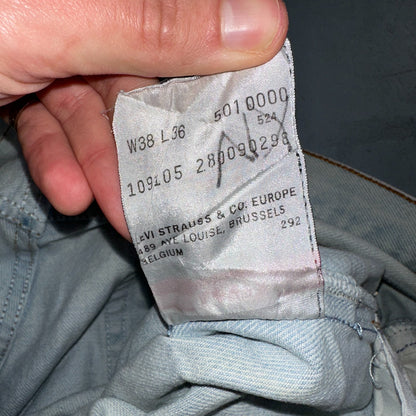 W38 L36 5010000
524
109105 280090298
LEVI STRAUSS & CO. EUROPE
489 AVE LOUISE, BRUSSELS
BELGIUM 292